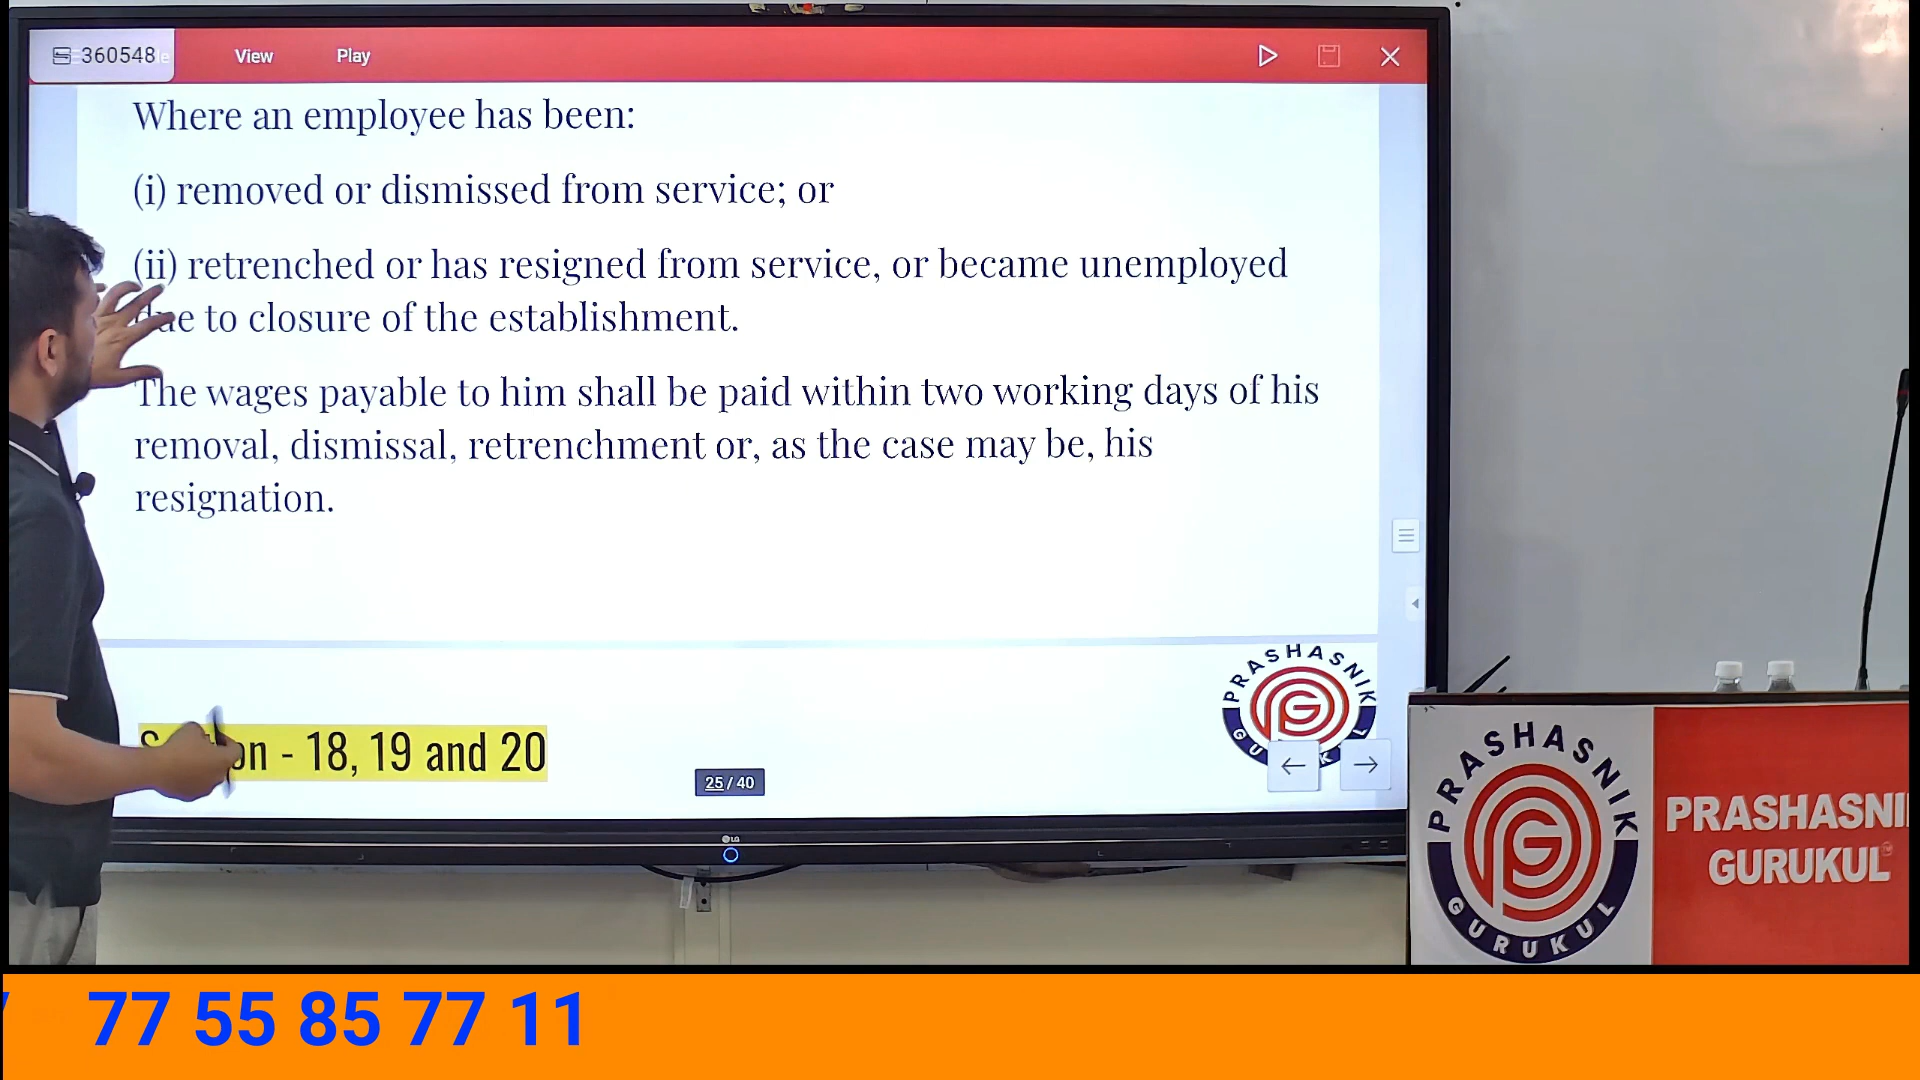 360548
View
Play
Where an employee has been:
(i) removed or dismissed from service; or
(ii) retrenched or has resigned from service, or became unemployed
due to closure of the establishment.
The wages payable to him shall be paid within two working days of his
removal, dismissal, retrenchment or, as the case may be, his
resignation.
PRASHASNIK
- 18, 19 and 20
25 / 40
LG
PRASHASNIK
GURUKUL
PRASHASNI
GURUKUL
77 55 85 77 11